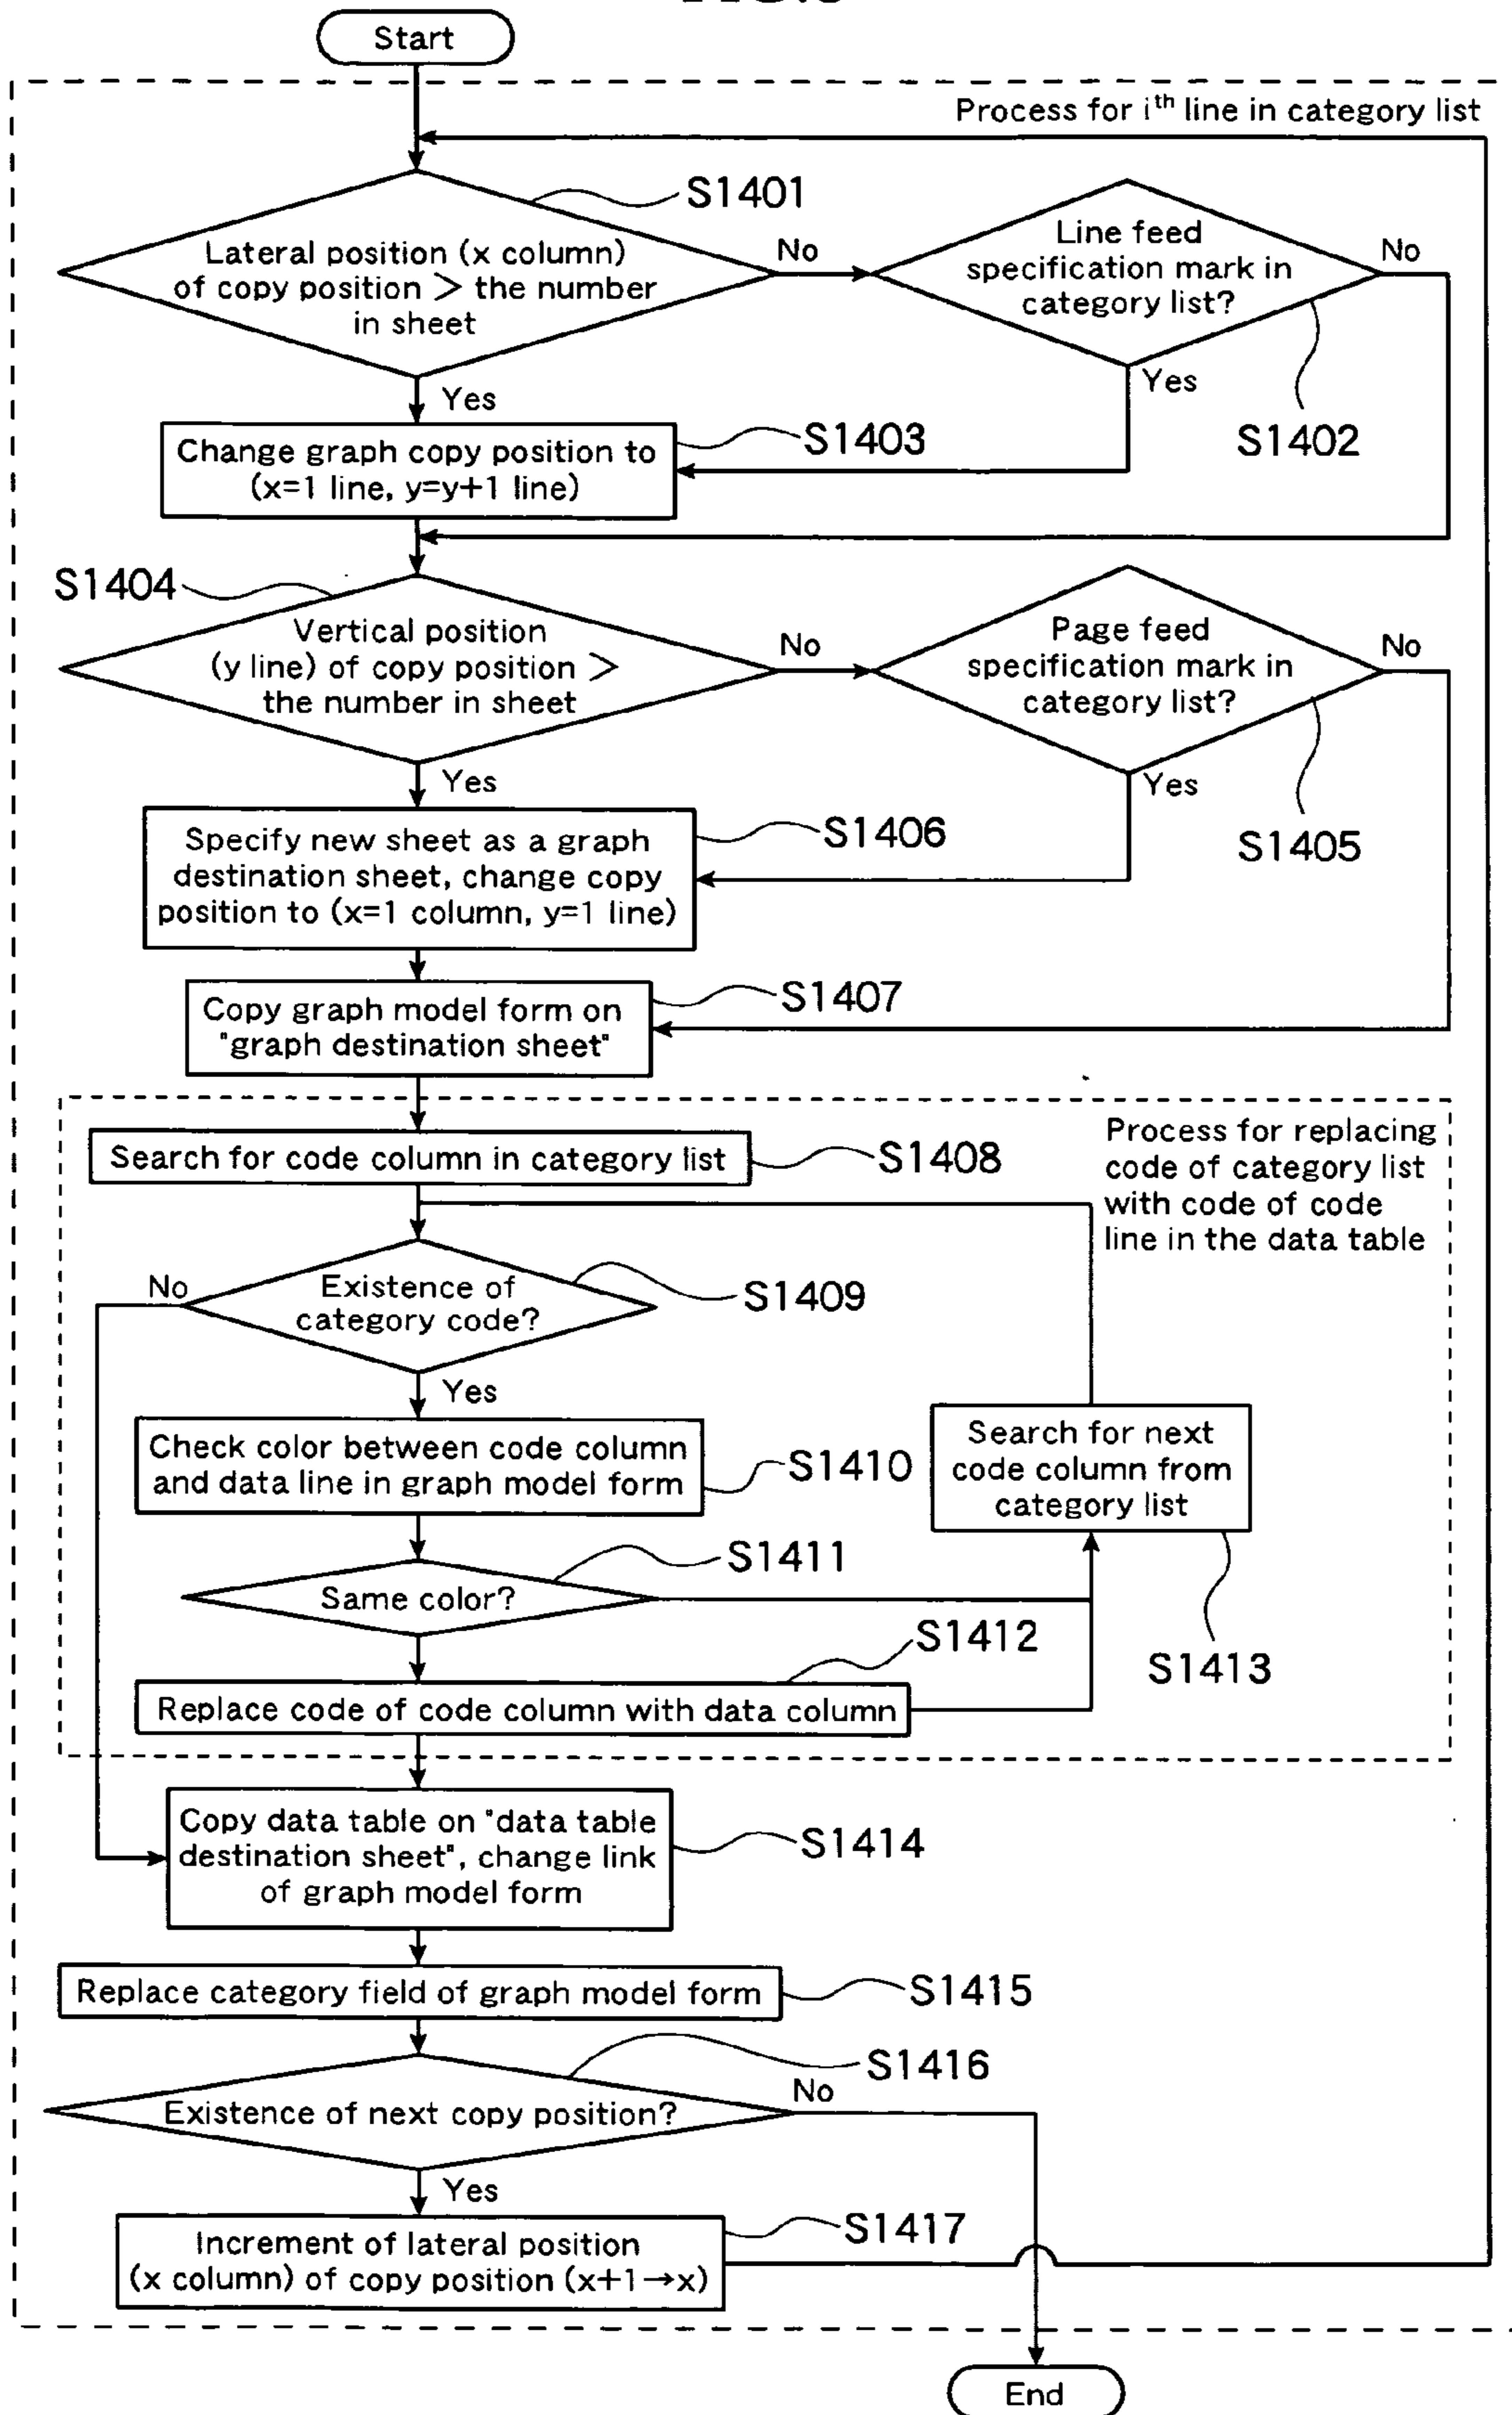 Start
Process for ith line in category list
S1401
Lateral position (x column)
of copy position > the number
in sheet
No
Line feed
specification mark in
category list?
No
Yes
Yes
S1402
Change graph copy position to
(x=1 line, y=y+1 line)
S1403
S1404
Vertical position
(y line) of copy position >
the number in sheet
No
Page feed
specification mark in
category list?
No
Yes
Yes
S1405
Specify new sheet as a graph
destination sheet, change copy
position to (x=1 column, y=1 line)
S1406
Copy graph model form on
"graph destination sheet"
S1407
Process for replacing
code of category list
with code of code
line in the data table
Search for code column in category list
S1408
No
Existence of
category code?
S1409
Yes
Check color between code column
and data line in graph model form
S1410
Search for next
code column from
category list
S1411
Same color?
S1412
S1413
Replace code of code column with data column
Copy data table on "data table
destination sheet", change link
of graph model form
S1414
Replace category field of graph model form
S1415
S1416
Existence of next copy position?
No
Yes
Increment of lateral position
(x column) of copy position (x+1→x)
S1417
End